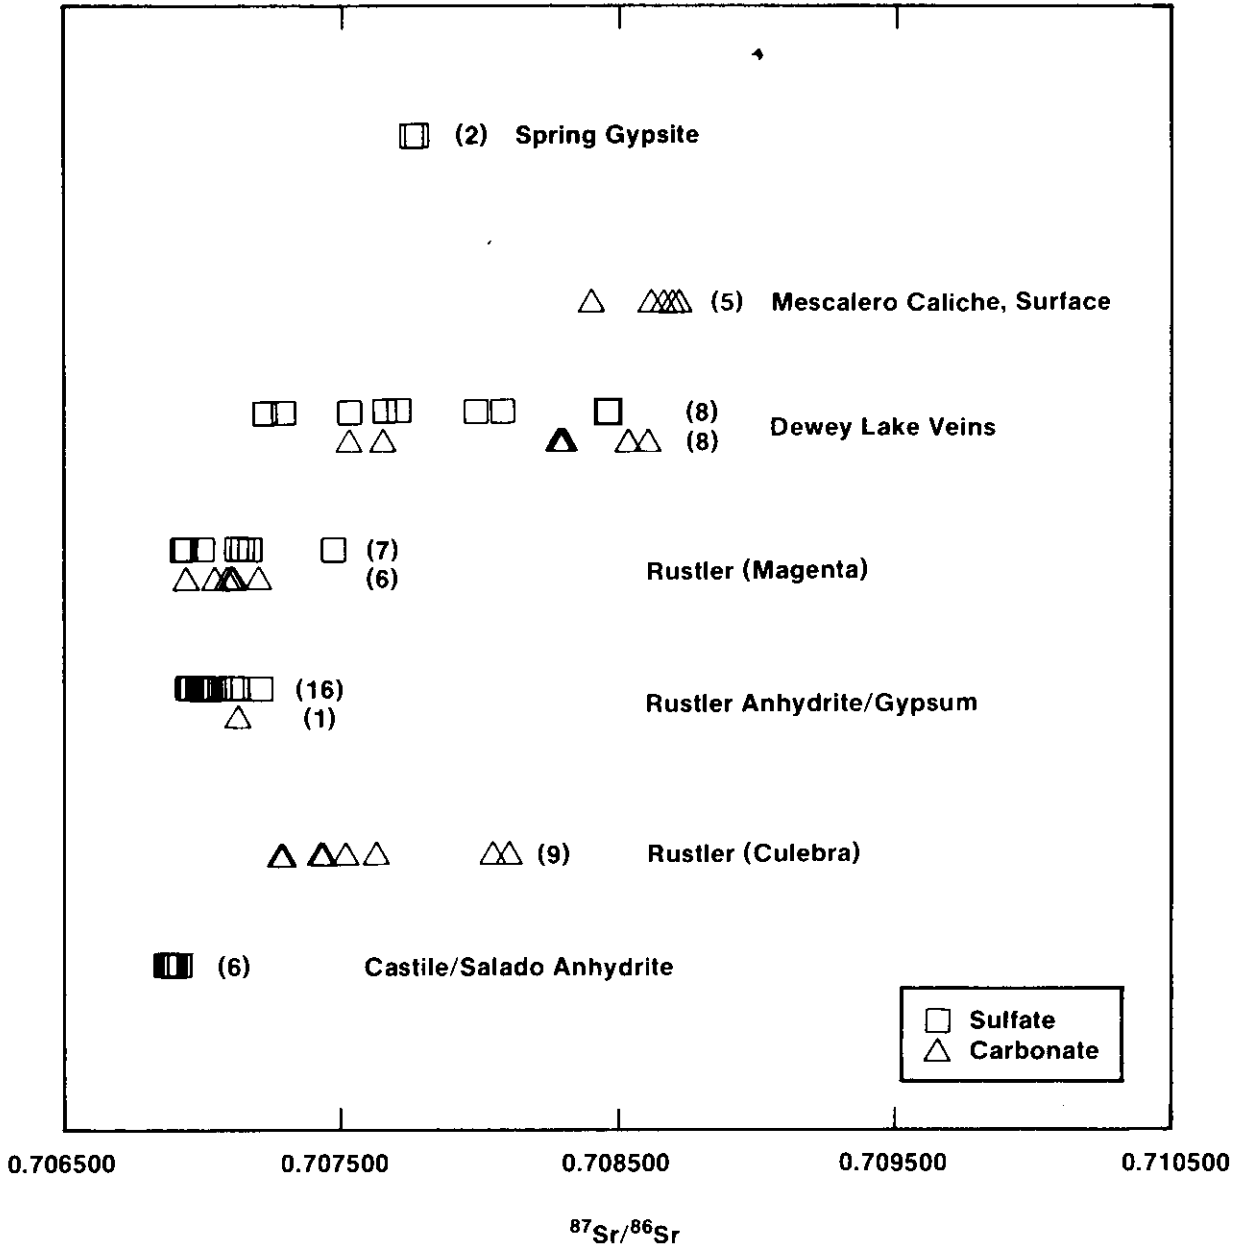 (2) Spring Gypsite
(5) Mescalero Caliche, Surface
(8)
Dewey Lake Veins
(8)
(7)
Rustler (Magenta)
(6)
(16)
Rustler Anhydrite/Gypsum
(1)
(9) Rustler (Culebra)
(6) Castile/Salado Anhydrite
Sulfate
Carbonate
0.706500 0.707500 0.708500 0.709500 0.710500
⁸⁷Sr/⁸⁶Sr